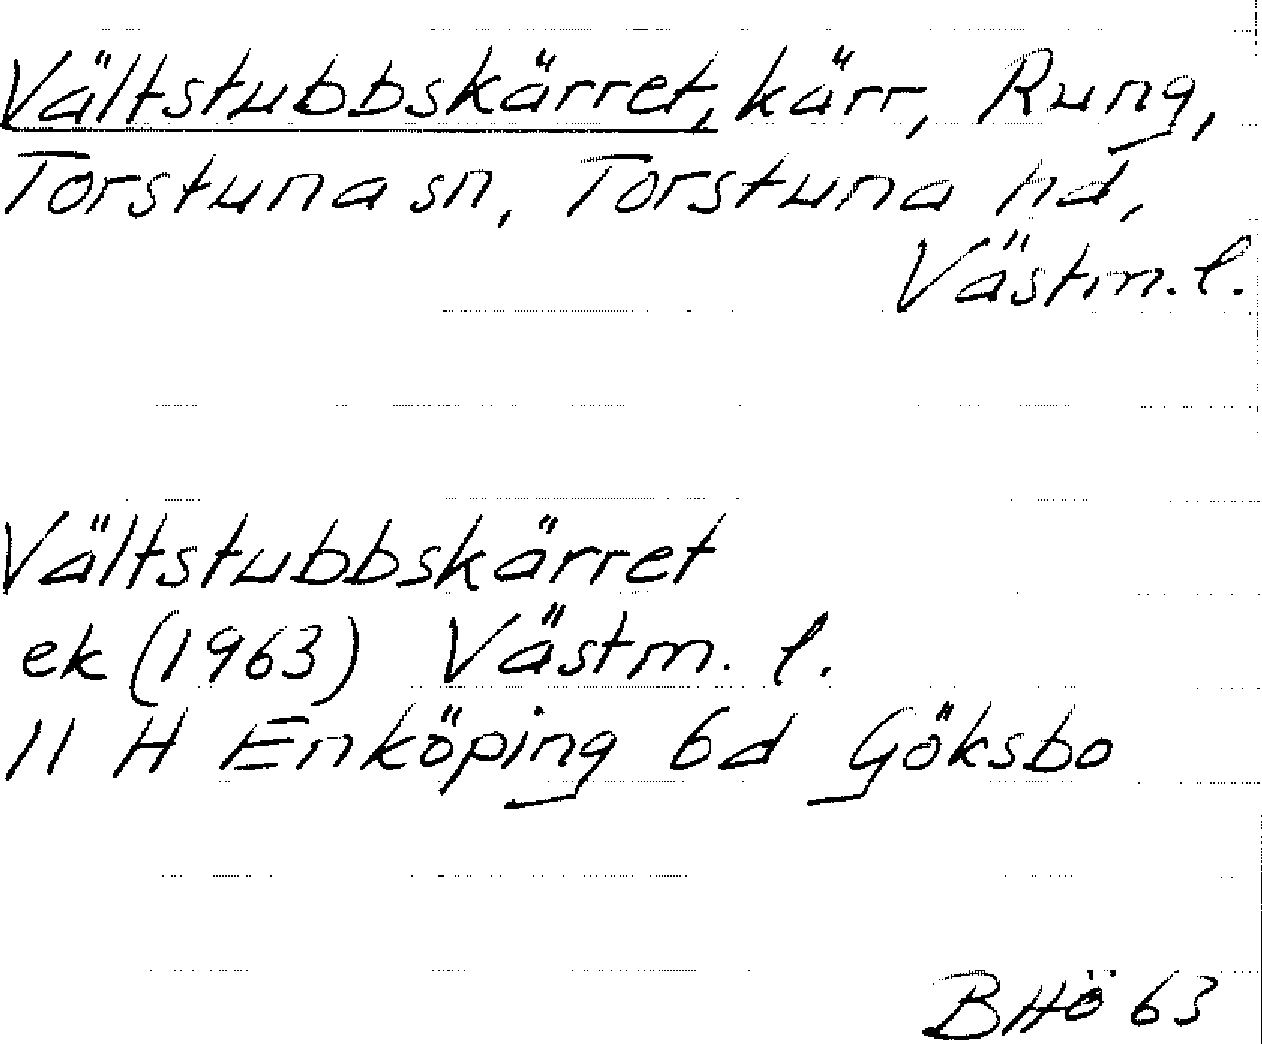 Vältstubbskärret, kärr, Rung,
Torstuna sn, Torstuna hd,
Västm. l.
Vältstubbskärret
ek (1963) Västm. l.
11 H Enköping 6d Göksbo
BHÖ 63